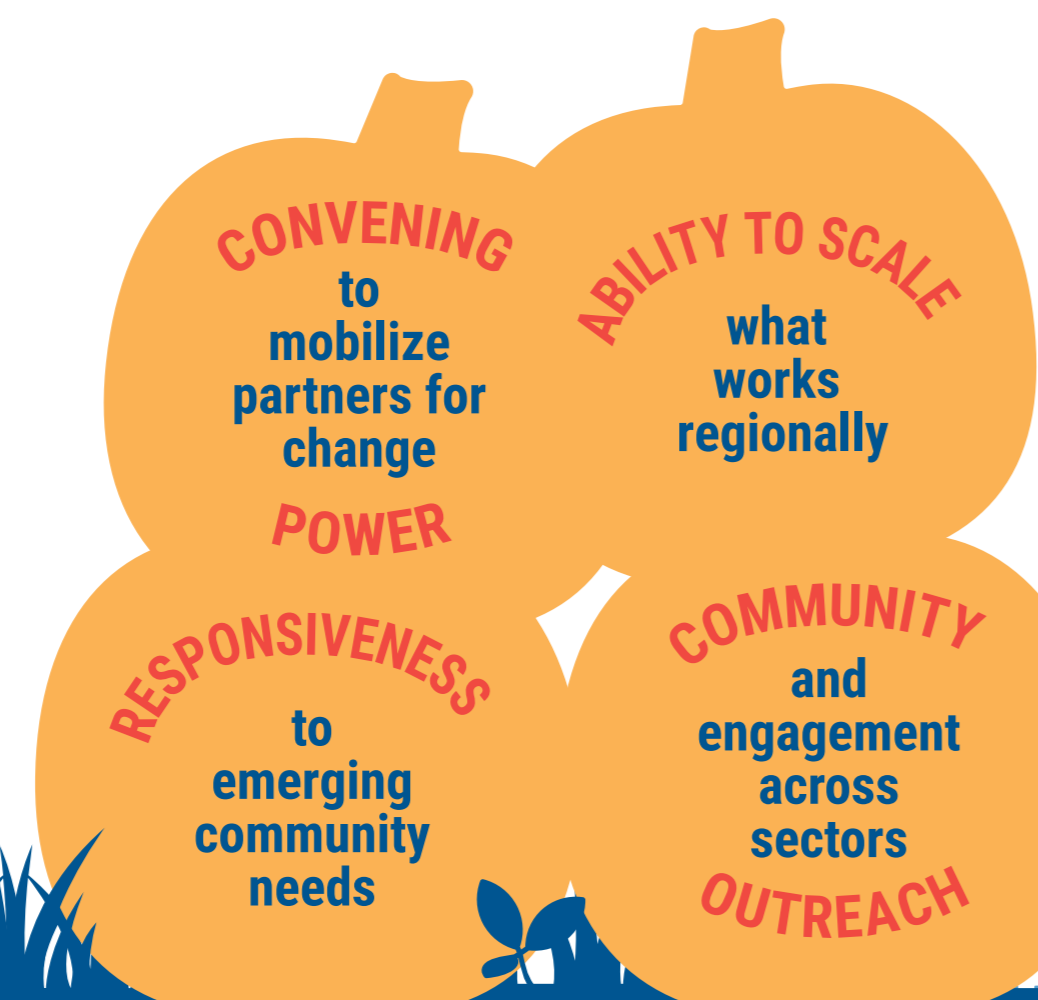 CONVENING
to
mobilize
partners for
change
POWER
ABILITY TO SCALE
what
works
regionally
RESPONSIVENESS
to
emerging
community
needs
COMMUNITY
and
engagement
across
sectors
OUTREACH